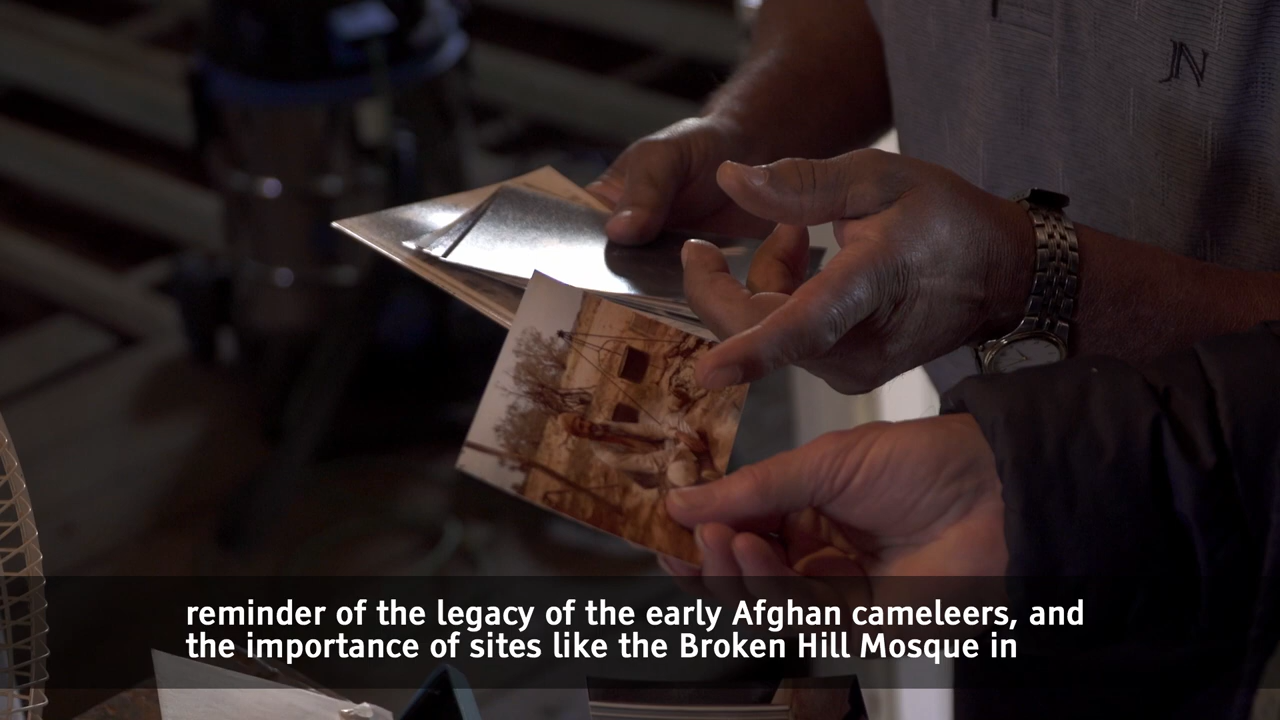 JN
reminder of the legacy of the early Afghan cameleers, and
the importance of sites like the Broken Hill Mosque in